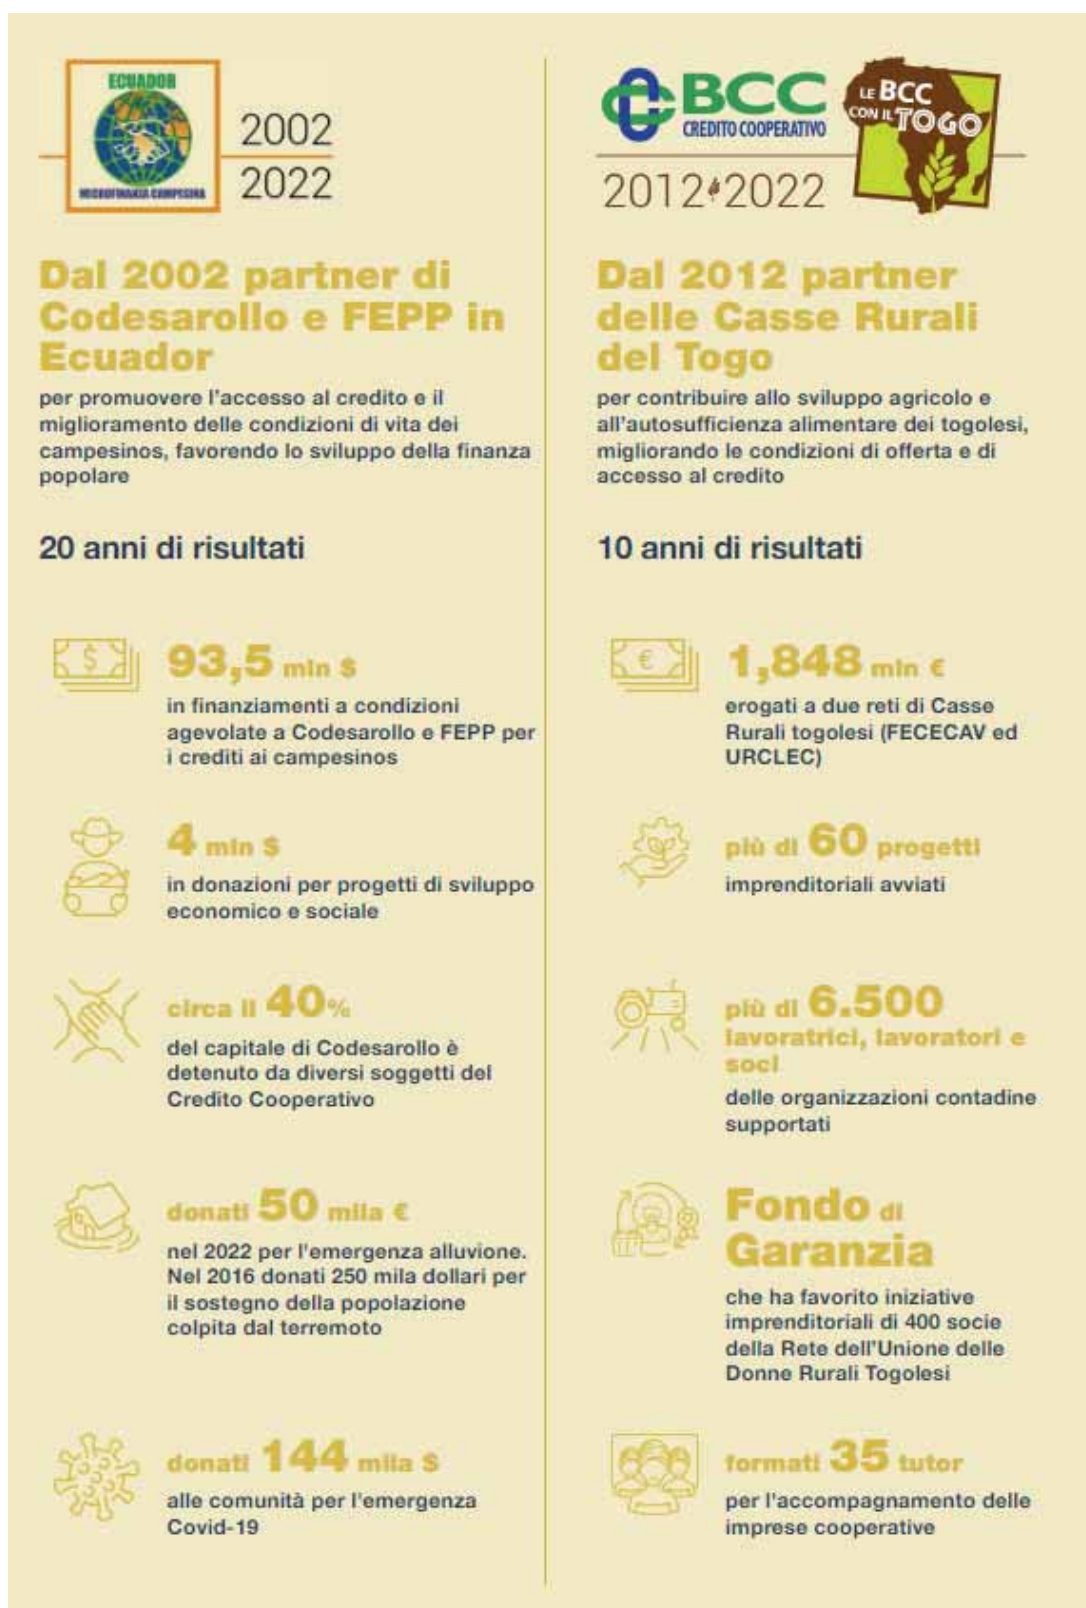 ECUADOR
MICROFINANZA CAMPESINA
2002
2022
Dal 2002 partner di
Codesarollo e FEPP in
Ecuador
per promuovere l'accesso al credito e il
miglioramento delle condizioni di vita dei
campesinos, favorendo lo sviluppo della finanza
popolare
20 anni di risultati
$
93,5 mln $
in finanziamenti a condizioni
agevolate a Codesarollo e FEPP per
i crediti ai campesinos
4 mln $
in donazioni per progetti di sviluppo
economico e sociale
circa il 40%
del capitale di Codesarollo è
detenuto da diversi soggetti del
Credito Cooperativo
donati 50 mila €
nel 2022 per l'emergenza alluvione.
Nel 2016 donati 250 mila dollari per
il sostegno della popolazione
colpita dal terremoto
donati 144 mila $
alle comunità per l'emergenza
Covid-19
BCC
CREDITO COOPERATIVO
LE BCC
CON IL TOGO
2012 2022
Dal 2012 partner
delle Casse Rurali
del Togo
per contribuire allo sviluppo agricolo e
all'autosufficienza alimentare dei togolesi,
migliorando le condizioni di offerta e di
accesso al credito
10 anni di risultati
€
1,848 mln €
erogati a due reti di Casse
Rurali togolesi (FECECAV ed
URCLEC)
più di 60 progetti
imprenditoriali avviati
più di 6.500
lavoratrici, lavoratori e
soci
delle organizzazioni contadine
supportati
Fondo di
Garanzia
che ha favorito iniziative
imprenditoriali di 400 socie
della Rete dell'Unione delle
Donne Rurali Togolesi
formati 35 tutor
per l'accompagnamento delle
imprese cooperative